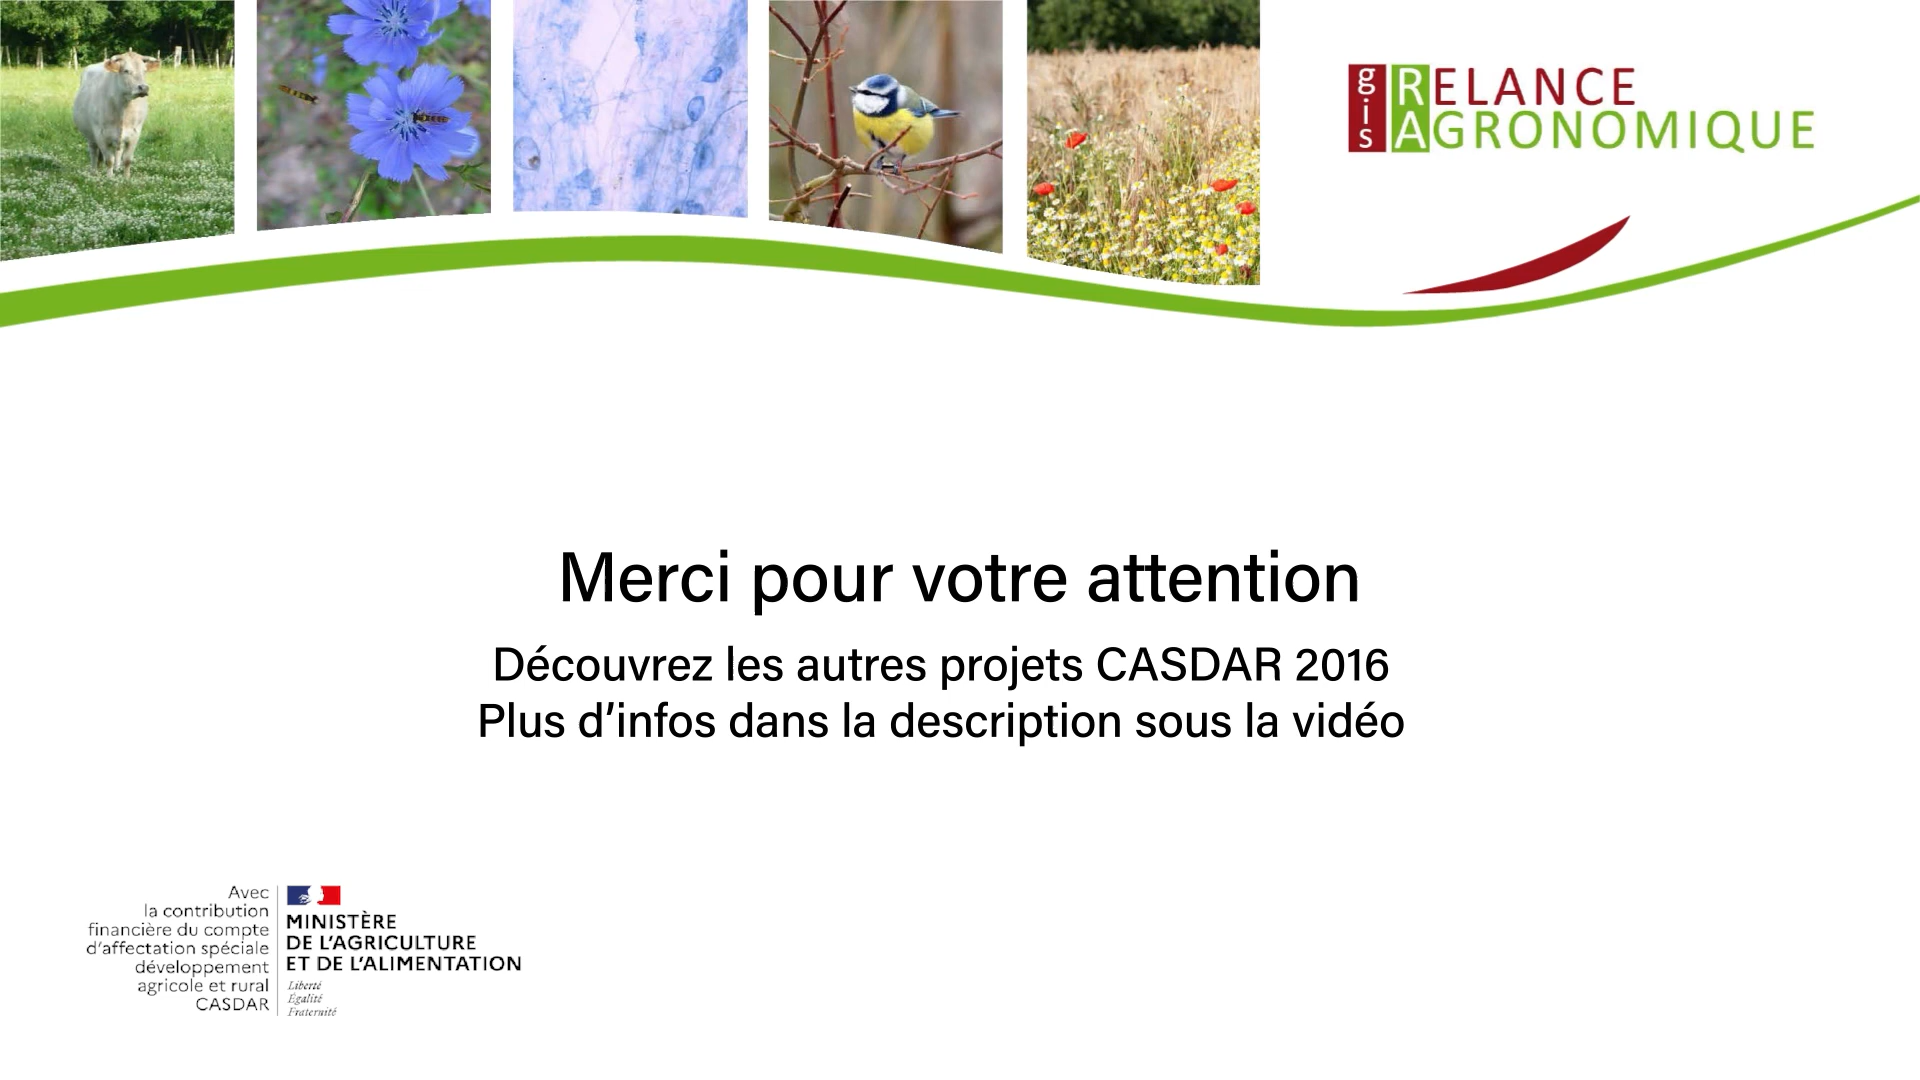 gis RELANCE
AGRONOMIQUE
Merci pour votre attention
Découvrez les autres projets CASDAR 2016
Plus d’infos dans la description sous la vidéo
Avec
la contribution
financière du compte
d’affectation spéciale
développement
agricole et rural
CASDAR
MINISTÈRE
DE L’AGRICULTURE
ET DE L’ALIMENTATION
Liberté
Égalité
Fraternité